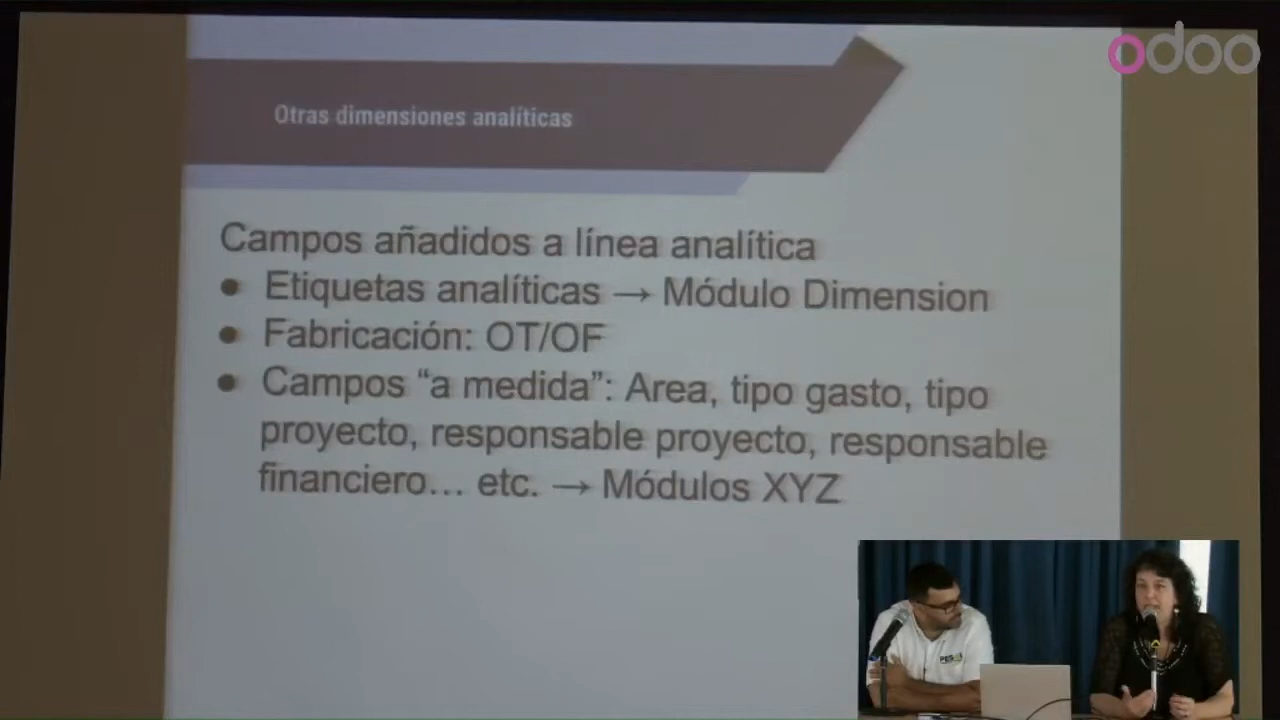 odoo
Otras dimensiones analíticas
Campos añadidos a línea analítica
● Etiquetas analíticas → Módulo Dimension
● Fabricación: OT/OF
● Campos “a medida”: Area, tipo gasto, tipo
proyecto, responsable proyecto, responsable
financiero... etc. → Módulos XYZ